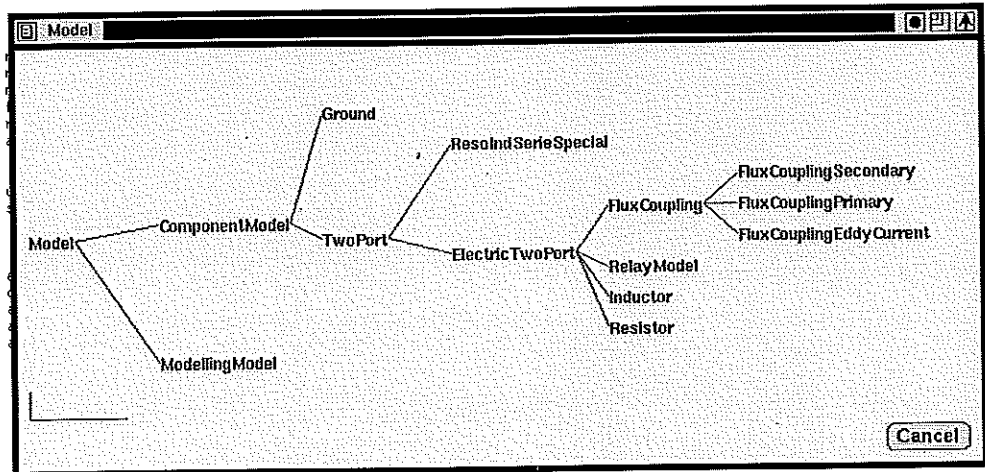 Model
Ground
ResoIndSerieSpecial
FluxCouplingSecondary
FluxCoupling
FluxCouplingPrimary
ComponentModel
FluxCouplingEddyCurrent
Model
TwoPort
ElectricTwoPort
RelayModel
Inductor
Resistor
ModellingModel
Cancel